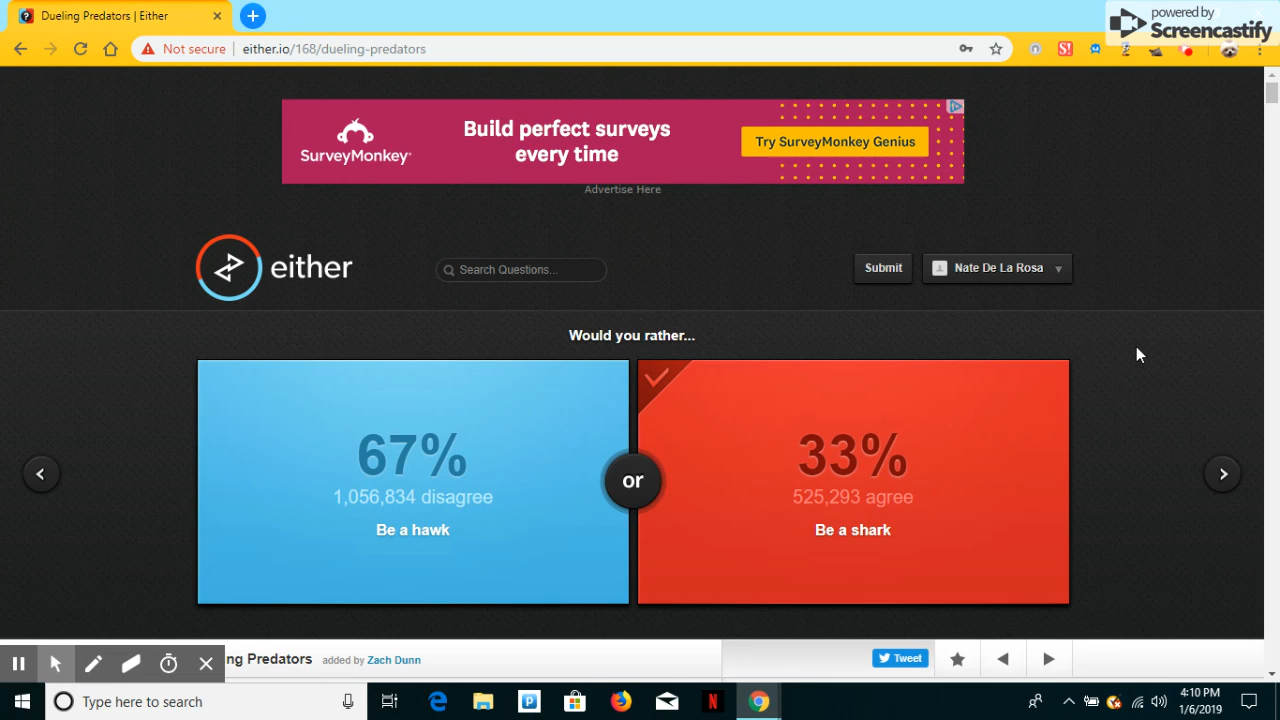 Dueling Predators | Either
powered by
Screencastify
Not secure
either.io/168/dueling-predators
SurveyMonkey
Build perfect surveys
every time
Try SurveyMonkey Genius
Advertise Here
either
Search Questions...
Submit
Nate De La Rosa
Would you rather...
67%
1,056,834 disagree
Be a hawk
or
33%
525,293 agree
Be a shark
ng Predators added by Zach Dunn
Tweet
Type here to search
4:10 PM
1/6/2019